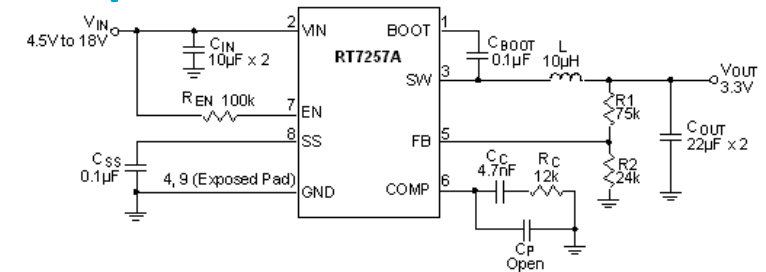 VIN
4.5V to 18V
CIN
10µF x 2
REN 100k
CSS
0.1µF
4, 9 (Exposed Pad)
2
VIN
7
EN
8
SS
GND
RT7257A
BOOT
1
SW
3
FB
5
COMP
6
CBOOT
0.1µF
L
10µH
R1
75k
R2
24k
VOUT
3.3V
COUT
22µF x 2
CC
4.7nF
RC
12k
CP
Open